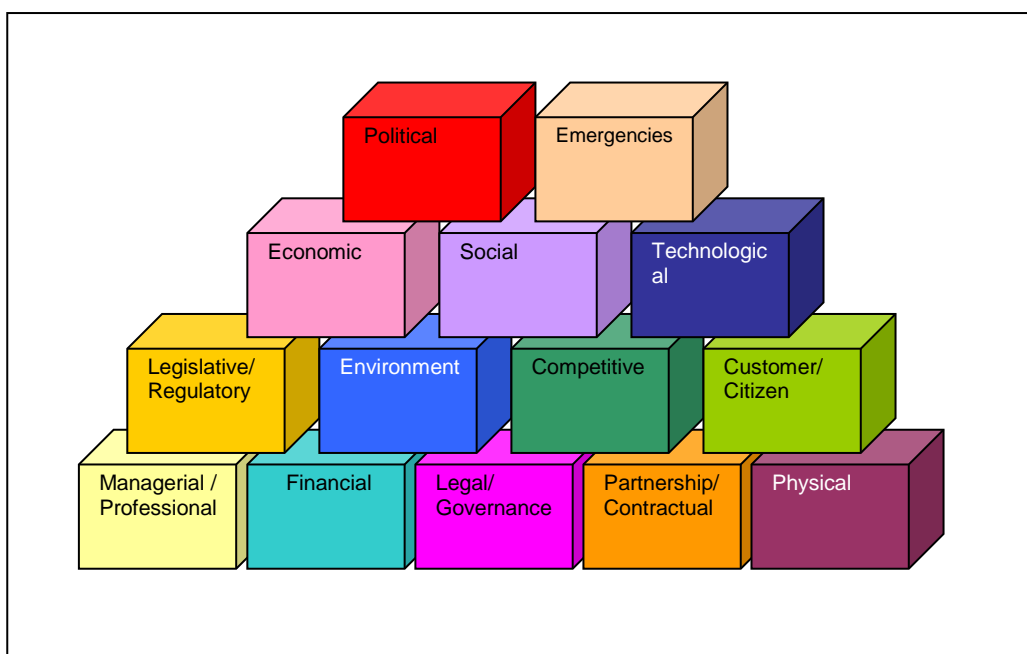 Political
Emergencies
Economic
Social
Technologic
al
Legislative/
Regulatory
Environment
Competitive
Customer/
Citizen
Managerial /
Professional
Financial
Legal/
Governance
Partnership/
Contractual
Physical